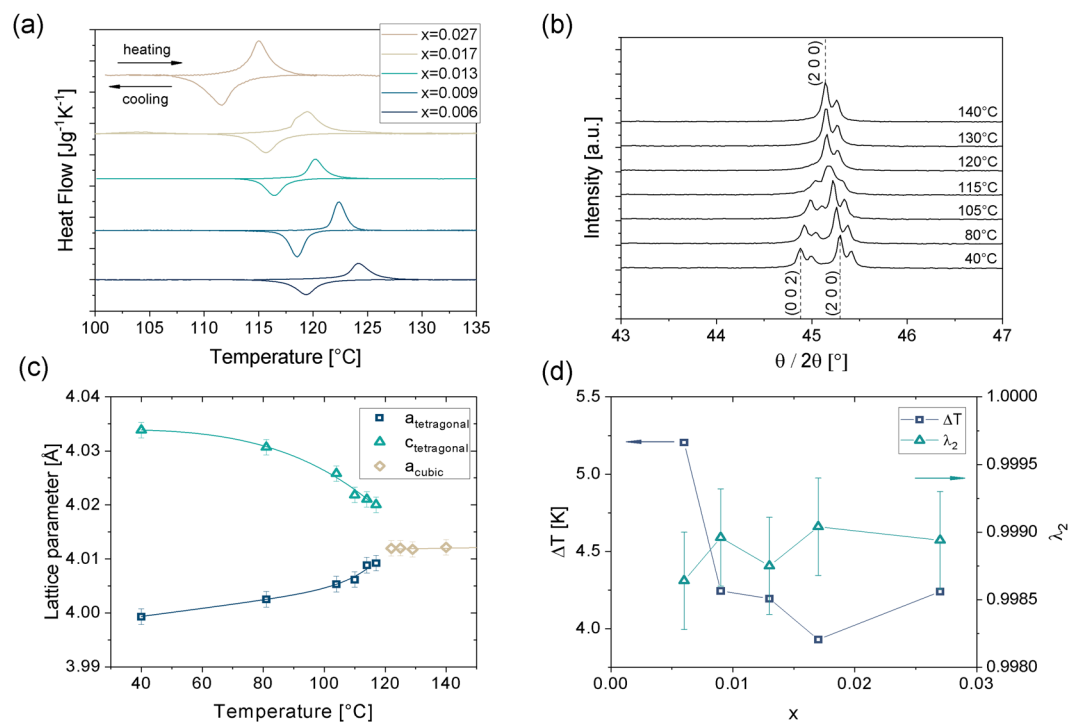 (a)
heating
cooling
x=0.027
x=0.017
x=0.013
x=0.009
x=0.006
Heat Flow [Jg⁻¹K⁻¹]
100 105 110 115 120 125 130 135
Temperature [°C]
(b)
(2 0 0)
140°C
130°C
120°C
115°C
105°C
80°C
40°C
(0 0 2)
(2 0 0)
Intensity [a.u.]
43 44 45 46 47
θ / 2θ [°]
(c)
4.04
4.03
4.02
4.01
4.00
3.99
Lattice parameter [Å]
a tetragonal
c tetragonal
a cubic
40 60 80 100 120 140
Temperature [°C]
(d)
5.5
5.0
4.5
4.0
ΔT [K]
ΔT
λ₂
1.0000
0.9995
0.9990
0.9985
0.9980
λ₂
0.00 0.01 0.02 0.03
x